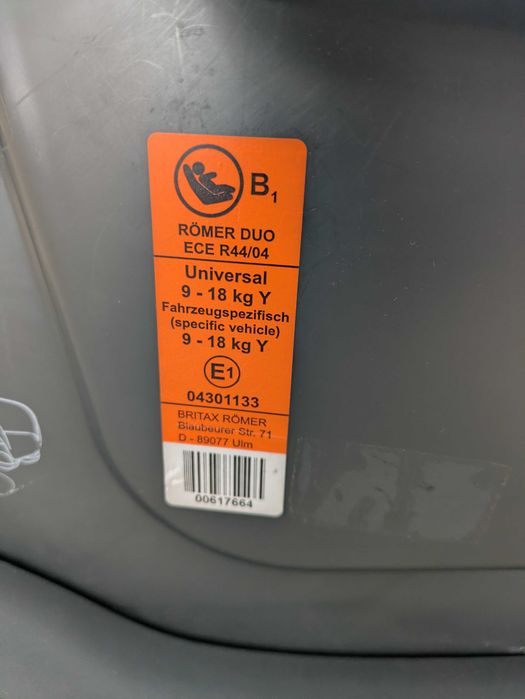 B1
RÖMER DUO
ECE R44/04
Universal
9 - 18 kg Y
Fahrzeugspezifisch
(specific vehicle)
9 - 18 kg Y
E1
04301133
BRITAX RÖMER
Blaubeurer Str. 71
D - 89077 Ulm
00617664